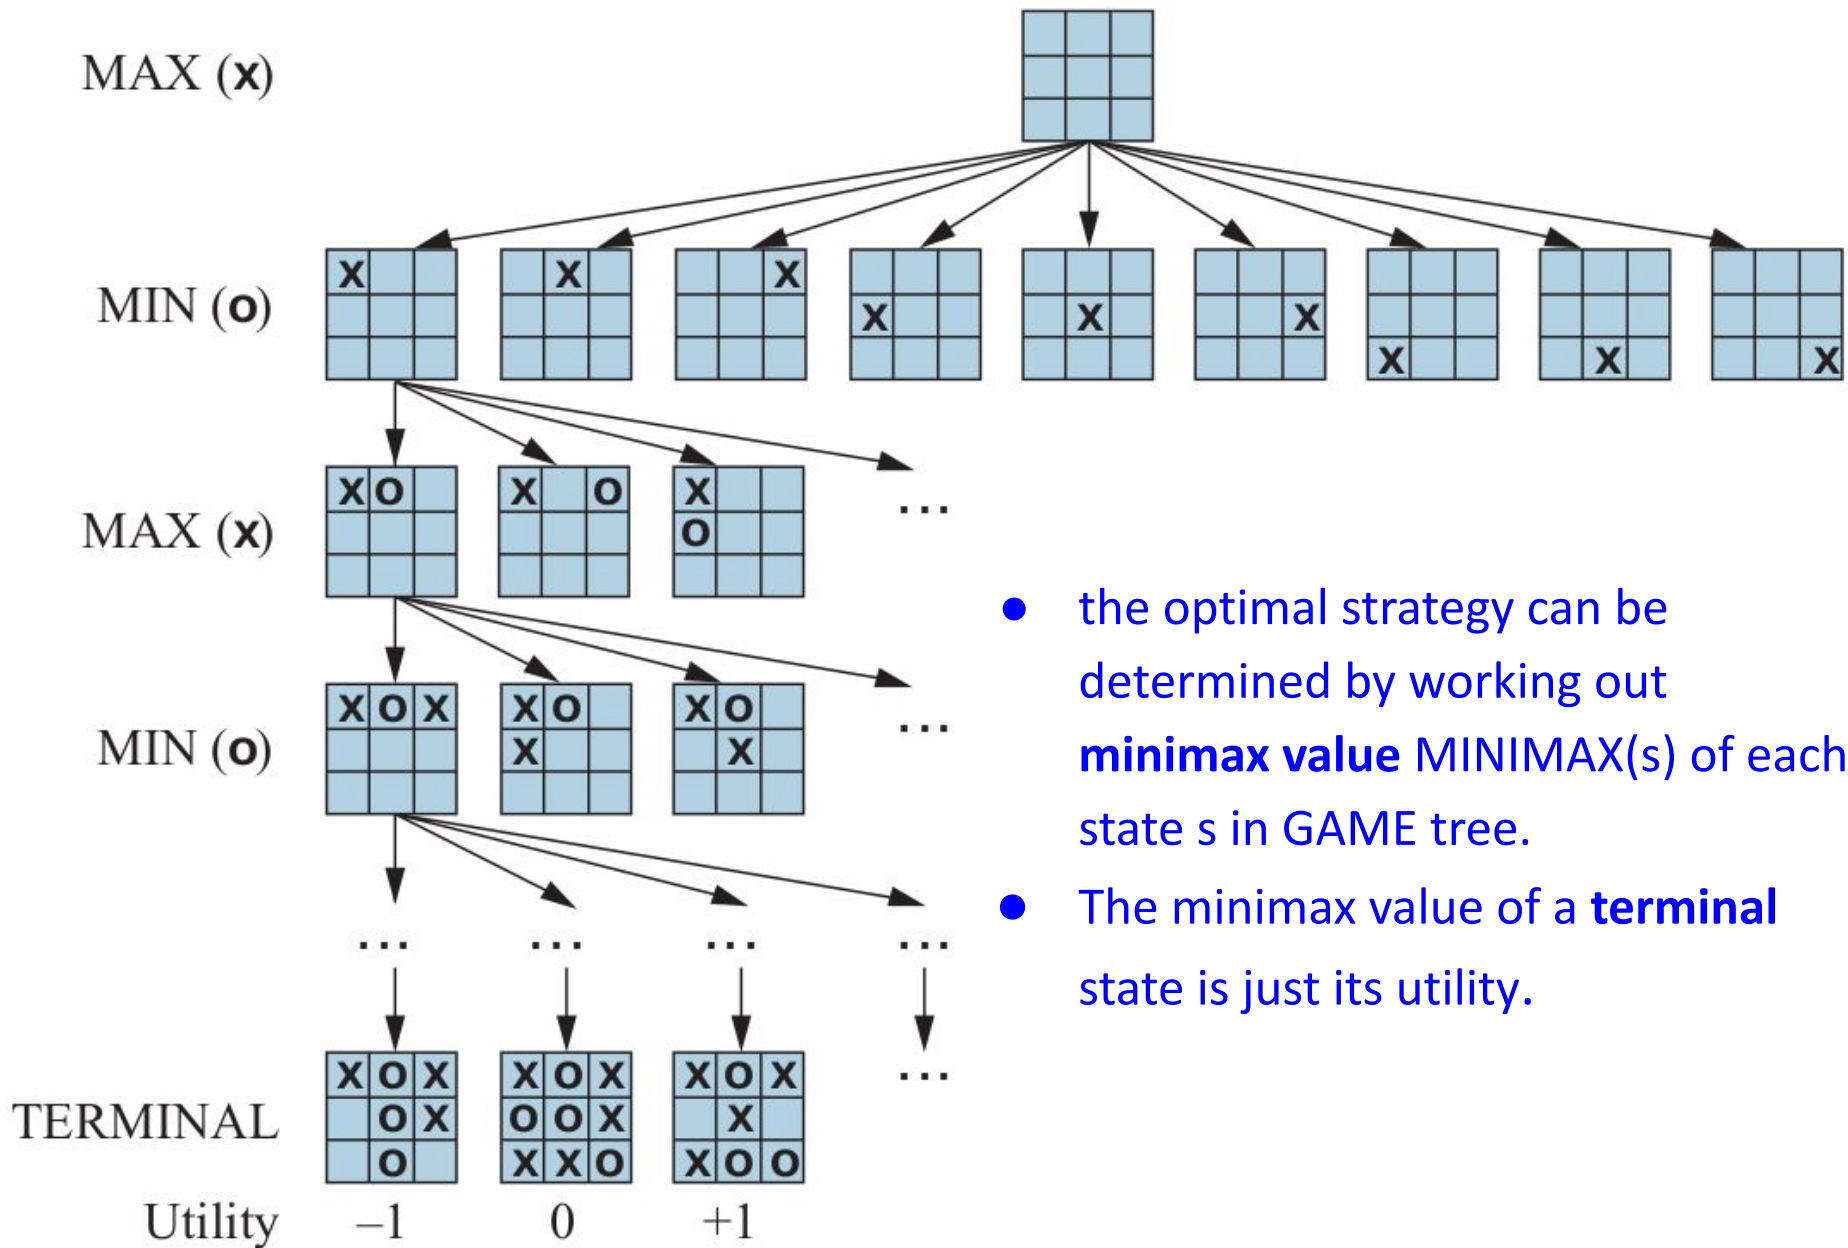 MAX (X)
MIN (O)
X X X X X X X X X
MAX (X)
X O X O X
O
...
MIN (O)
X O X X O X O
X X
...
● the optimal strategy can be
determined by working out
minimax value MINIMAX(s) of each
state s in GAME tree.
● The minimax value of a terminal
state is just its utility.
... ... ... ...
TERMINAL
X O X X O X X O X
O X O O X X
O X X O X O O
...
Utility –1 0 +1